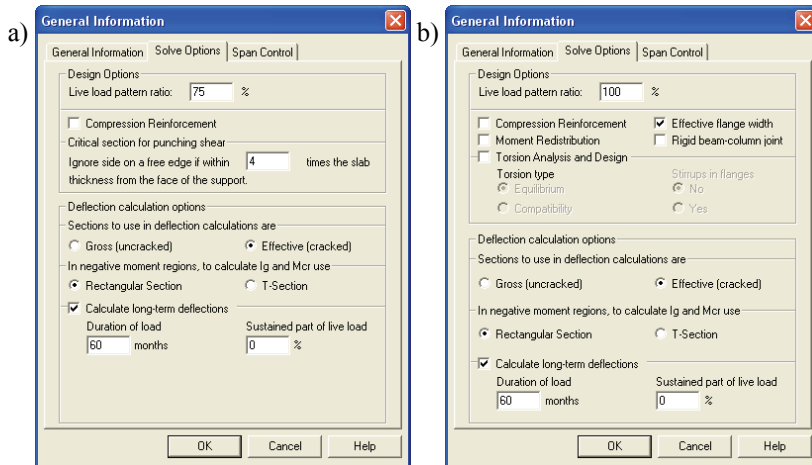 a)
General Information
General Information Solve Options Span Control
Design Options
Live load pattern ratio: 75 %
Compression Reinforcement
Critical section for punching shear
Ignore side on a free edge if within 4 times the slab
thickness from the face of the support.
Deflection calculation options
Sections to use in deflection calculations are
Gross (uncracked) Effective (cracked)
In negative moment regions, to calculate Ig and Mcr use
Rectangular Section T-Section
Calculate long-term deflections
Duration of load Sustained part of live load
60 months 0 %
OK Cancel Help
b)
General Information
General Information Solve Options Span Control
Design Options
Live load pattern ratio: 100 %
Compression Reinforcement Effective flange width
Moment Redistribution Rigid beam-column joint
Torsion Analysis and Design
Torsion type Stirrups in flanges
Equilibrium No
Compatibility Yes
Deflection calculation options
Sections to use in deflection calculations are
Gross (uncracked) Effective (cracked)
In negative moment regions, to calculate Ig and Mcr use
Rectangular Section T-Section
Calculate long-term deflections
Duration of load Sustained part of live load
60 months 0 %
OK Cancel Help